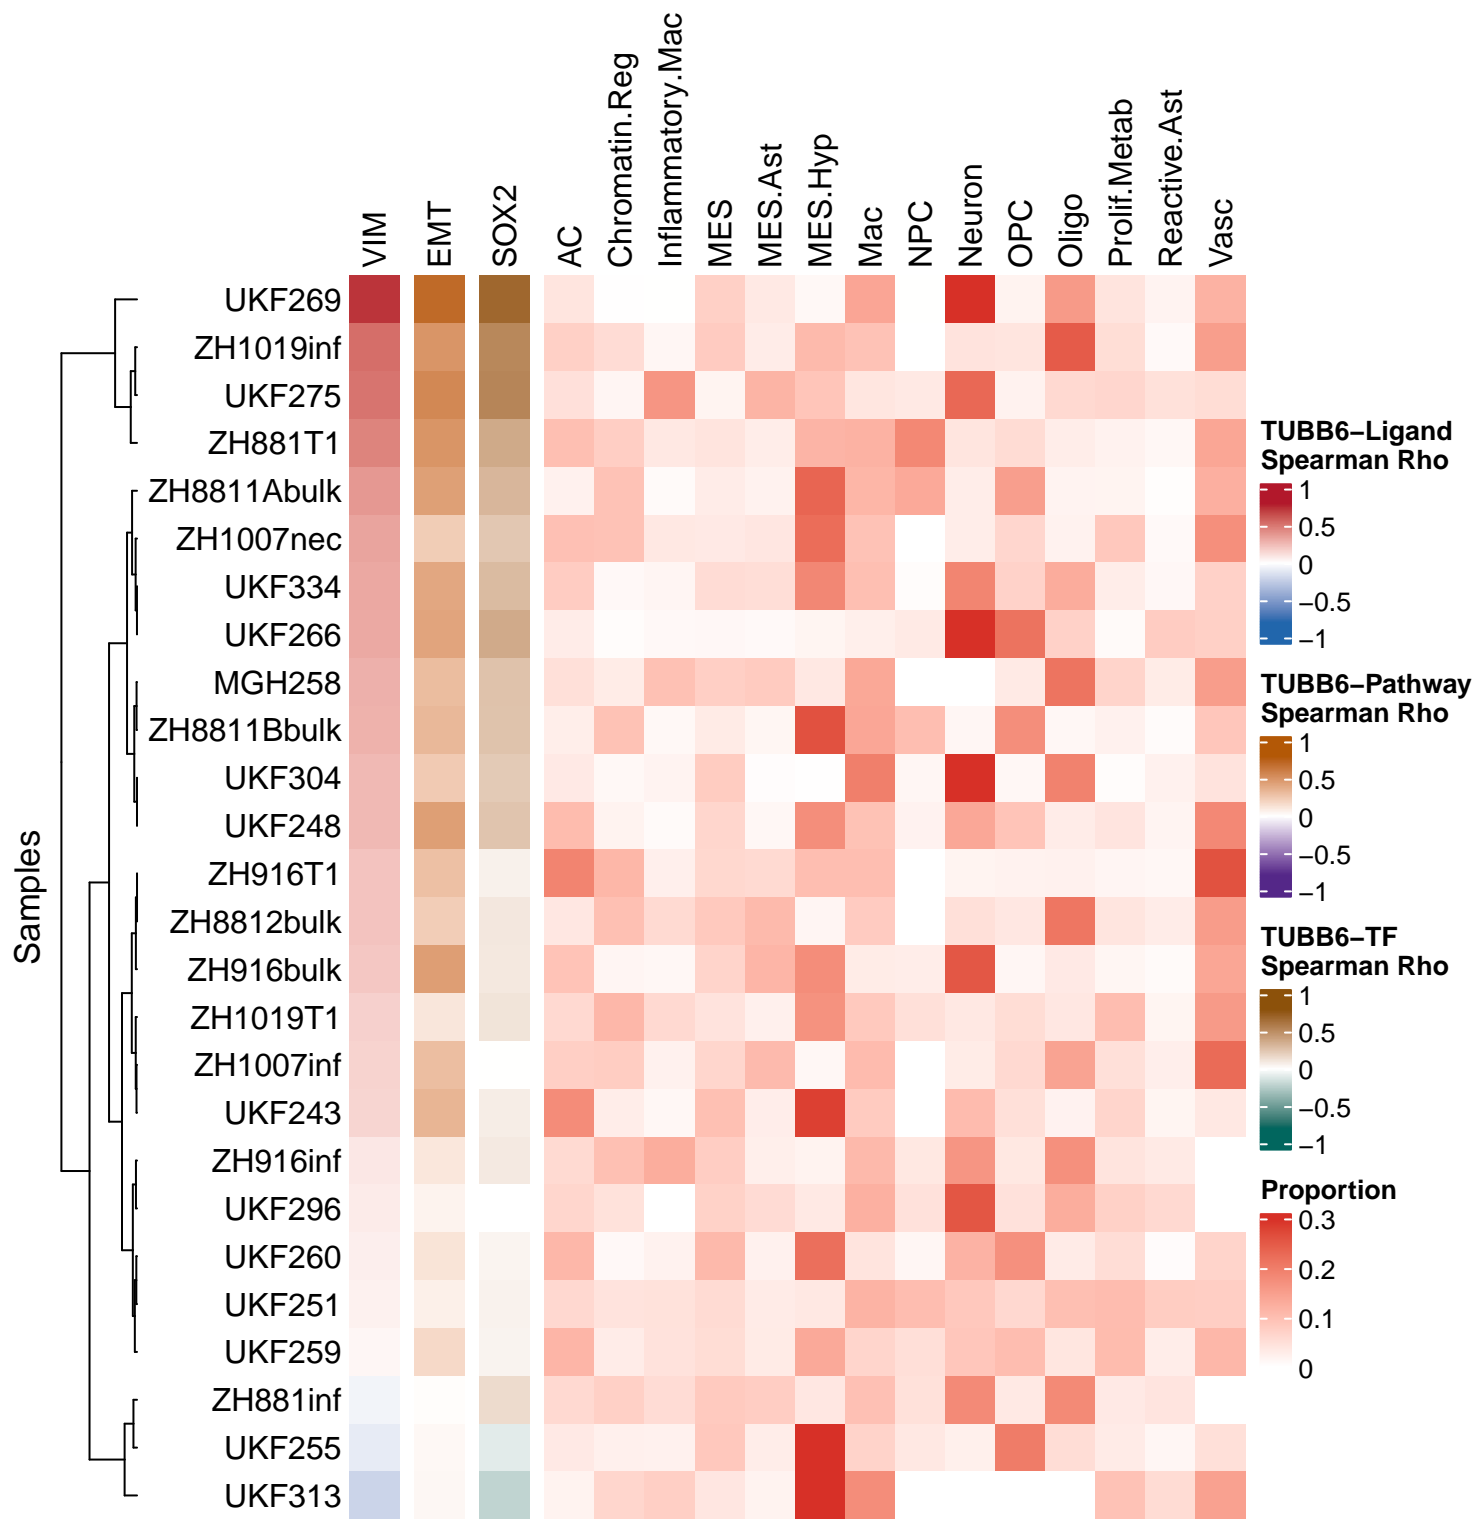 VIM
EMT
SOX2
AC
Chromatin.Reg
Inflammatory.Mac
MES
MES.Ast
MES.Hyp
Mac
NPC
Neuron
OPC
Oligo
Prolif.Metab
Reactive.Ast
Vasc
Samples
UKF269
ZH1019inf
UKF275
ZH881T1
ZH8811Abulk
ZH1007nec
UKF334
UKF266
MGH258
ZH8811Bbulk
UKF304
UKF248
ZH916T1
ZH8812bulk
ZH916bulk
ZH1019T1
ZH1007inf
UKF243
ZH916inf
UKF296
UKF260
UKF251
UKF259
ZH881inf
UKF255
UKF313
TUBB6−Ligand
Spearman Rho
1
0.5
0
−0.5
−1
TUBB6−Pathway
Spearman Rho
1
0.5
0
−0.5
−1
TUBB6−TF
Spearman Rho
1
0.5
0
−0.5
−1
Proportion
0.3
0.2
0.1
0